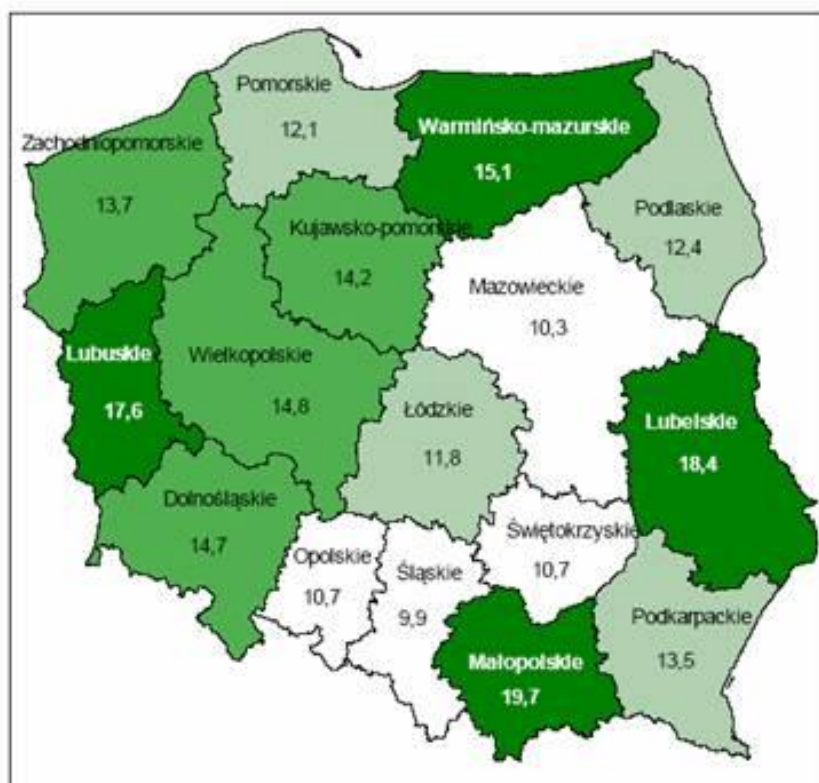 Pomorskie
12,1
Zachodniopomorskie
13,7
Warmińsko-mazurskie
15,1
Podlaskie
12,4
Kujawsko-pomorskie
14,2
Mazowieckie
10,3
Lubuskie
17,6
Wielkopolskie
14,8
Łódzkie
11,8
Lubelskie
18,4
Dolnośląskie
14,7
Opolskie
10,7
Śląskie
9,9
Świętokrzyskie
10,7
Małopolskie
19,7
Podkarpackie
13,5